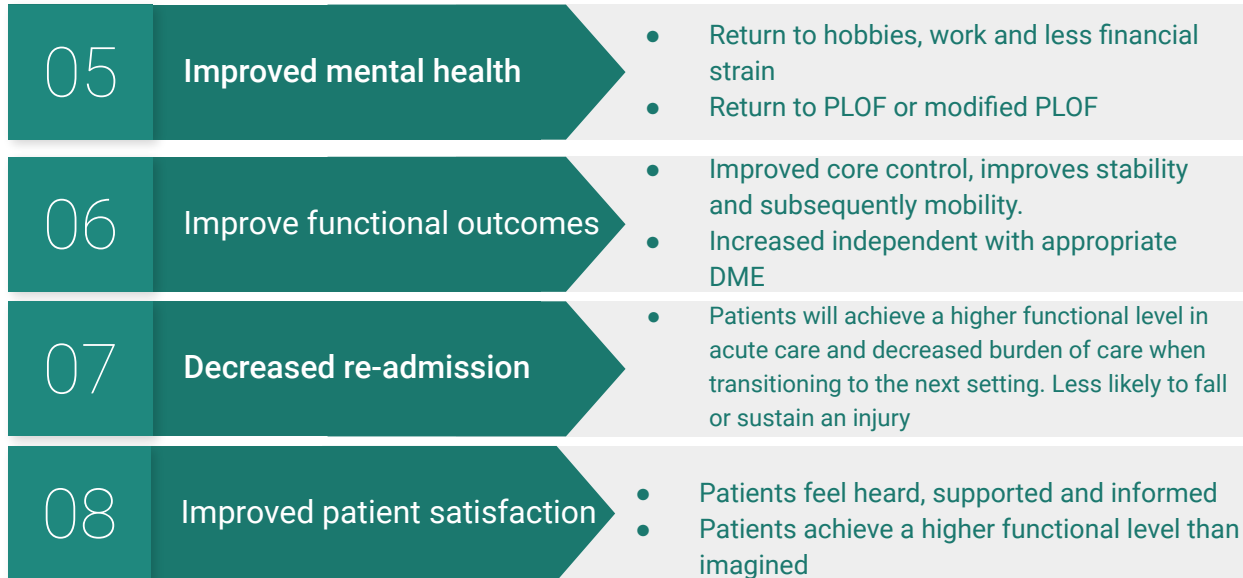 05
Improved mental health
● Return to hobbies, work and less financial
strain
● Return to PLOF or modified PLOF
06
Improve functional outcomes
● Improved core control, improves stability
and subsequently mobility.
● Increased independent with appropriate
DME
07
Decreased re-admission
● Patients will achieve a higher functional level in
acute care and decreased burden of care when
transitioning to the next setting. Less likely to fall
or sustain an injury
08
Improved patient satisfaction
● Patients feel heard, supported and informed
● Patients achieve a higher functional level than
imagined